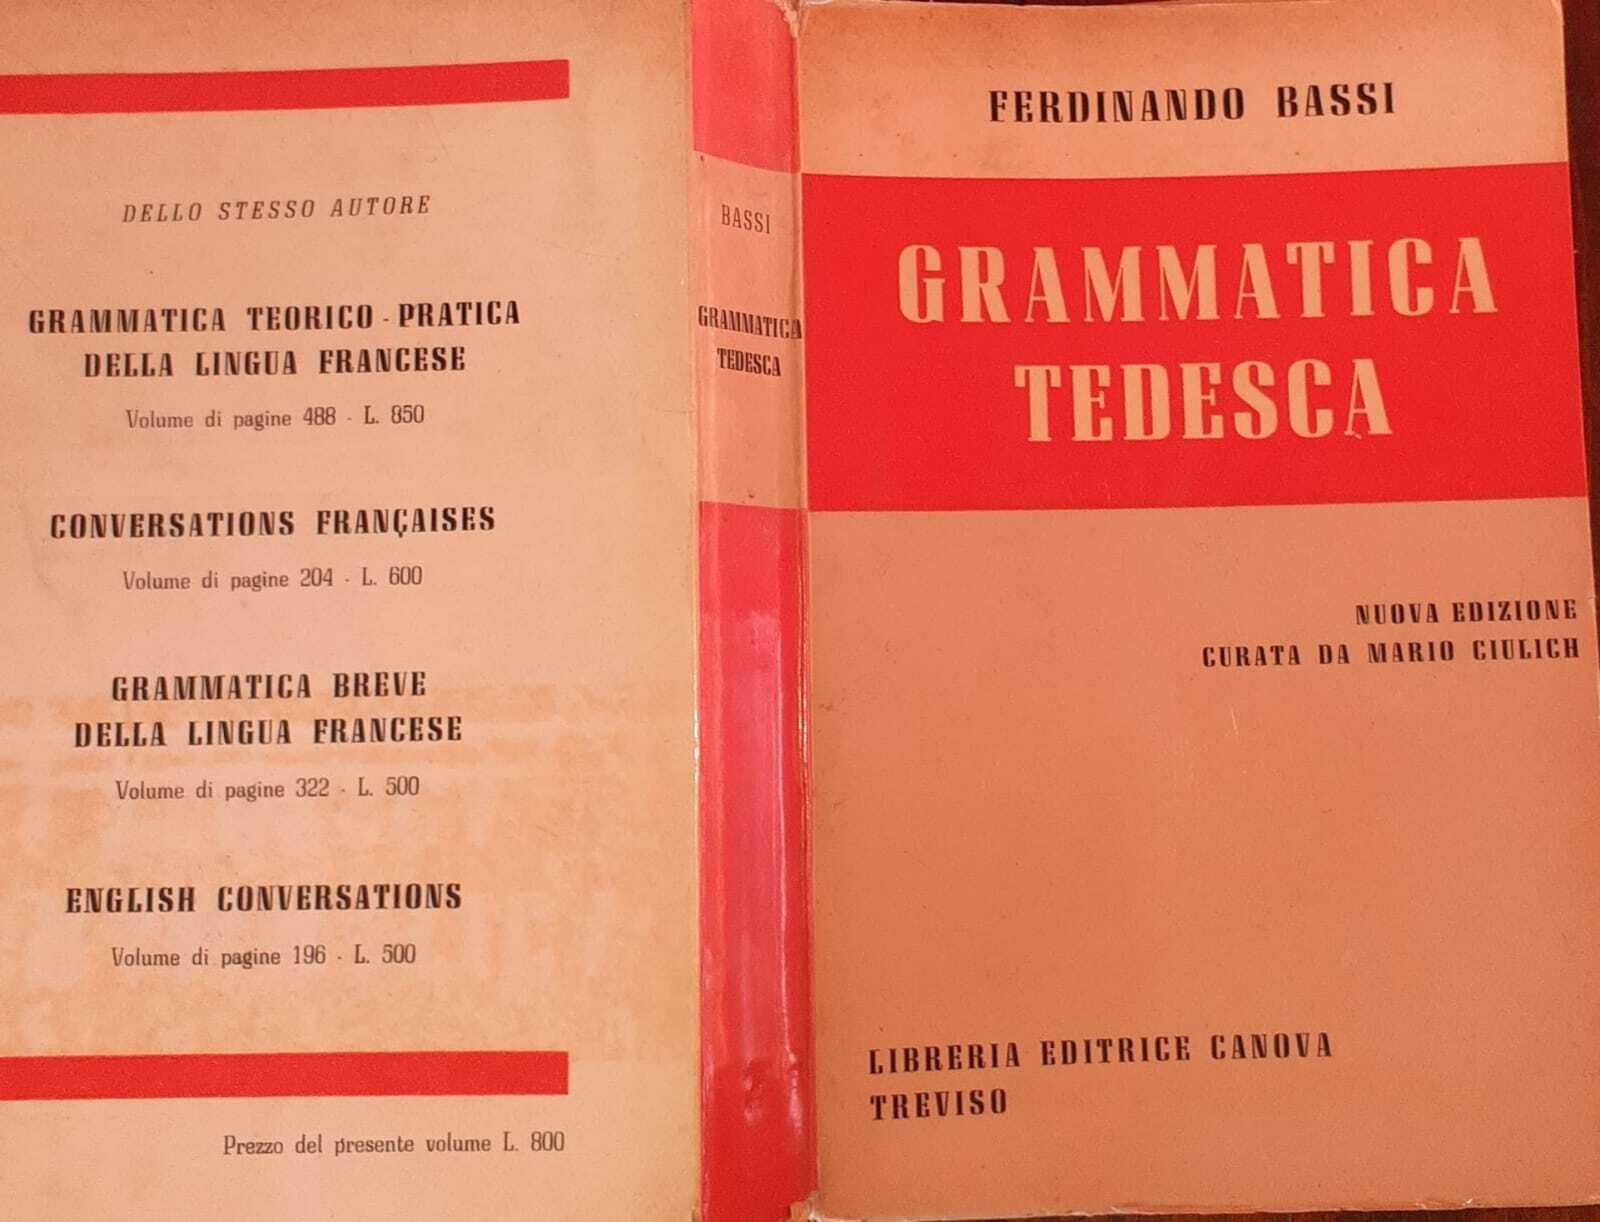 DELLO STESSO AUTORE
GRAMMATICA TEORICO - PRATICA
DELLA LINGUA FRANCESE
Volume di pagine 488 - L. 850
CONVERSATIONS FRANÇAISES
Volume di pagine 204 - L. 600
GRAMMATICA BREVE
DELLA LINGUA FRANCESE
Volume di pagine 322 - L. 500
ENGLISH CONVERSATIONS
Volume di pagine 196 - L. 500
Prezzo del presente volume L. 800
BASSI
GRAMMATICA
TEDESCA
FERDINANDO BASSI
GRAMMATICA
TEDESCA
NUOVA EDIZIONE
CURATA DA MARIO CIULICH
LIBRERIA EDITRICE CANOVA
TREVISO